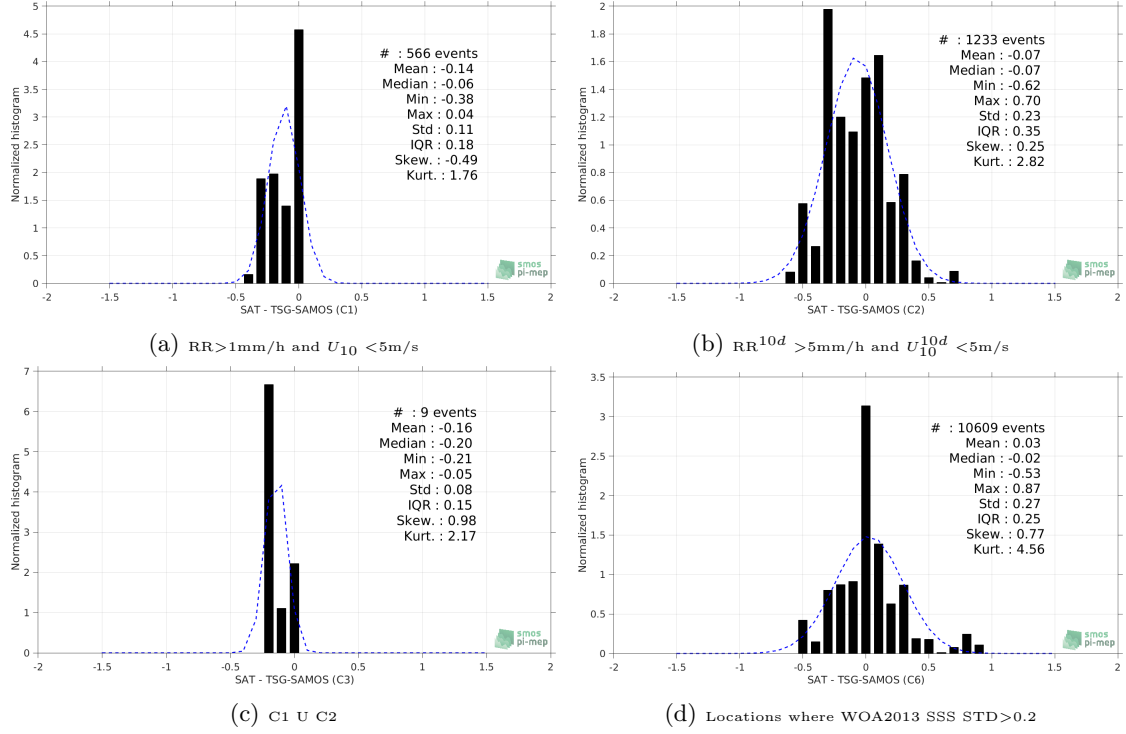 Normalized histogram
5
4.5
4
3.5
3
2.5
2
1.5
1
0.5
0
-2 -1.5 -1 -0.5 0 0.5 1 1.5 2
# : 566 events
Mean : -0.14
Median : -0.06
Min : -0.38
Max : 0.04
Std : 0.11
IQR : 0.18
Skew. : -0.49
Kurt. : 1.76
smos
pi-mep
SAT - TSG-SAMOS (C1)
(a) RR>1mm/h and U10 <5m/s
Normalized histogram
2
1.8
1.6
1.4
1.2
1
0.8
0.6
0.4
0.2
0
-2 -1.5 -1 -0.5 0 0.5 1 1.5 2
# : 1233 events
Mean : -0.07
Median : -0.07
Min : -0.62
Max : 0.70
Std : 0.23
IQR : 0.35
Skew. : 0.25
Kurt. : 2.82
smos
pi-mep
SAT - TSG-SAMOS (C2)
(b) RR10d >5mm/h and U10d10 <5m/s
Normalized histogram
7
6
5
4
3
2
1
0
-2 -1.5 -1 -0.5 0 0.5 1 1.5 2
# : 9 events
Mean : -0.16
Median : -0.20
Min : -0.21
Max : -0.05
Std : 0.08
IQR : 0.15
Skew. : 0.98
Kurt. : 2.17
smos
pi-mep
SAT - TSG-SAMOS (C3)
(c) C1 U C2
Normalized histogram
3.5
3
2.5
2
1.5
1
0.5
0
-2 -1.5 -1 -0.5 0 0.5 1 1.5 2
# : 10609 events
Mean : 0.03
Median : -0.02
Min : -0.53
Max : 0.87
Std : 0.27
IQR : 0.25
Skew. : 0.77
Kurt. : 4.56
smos
pi-mep
SAT - TSG-SAMOS (C6)
(d) Locations where WOA2013 SSS STD>0.2